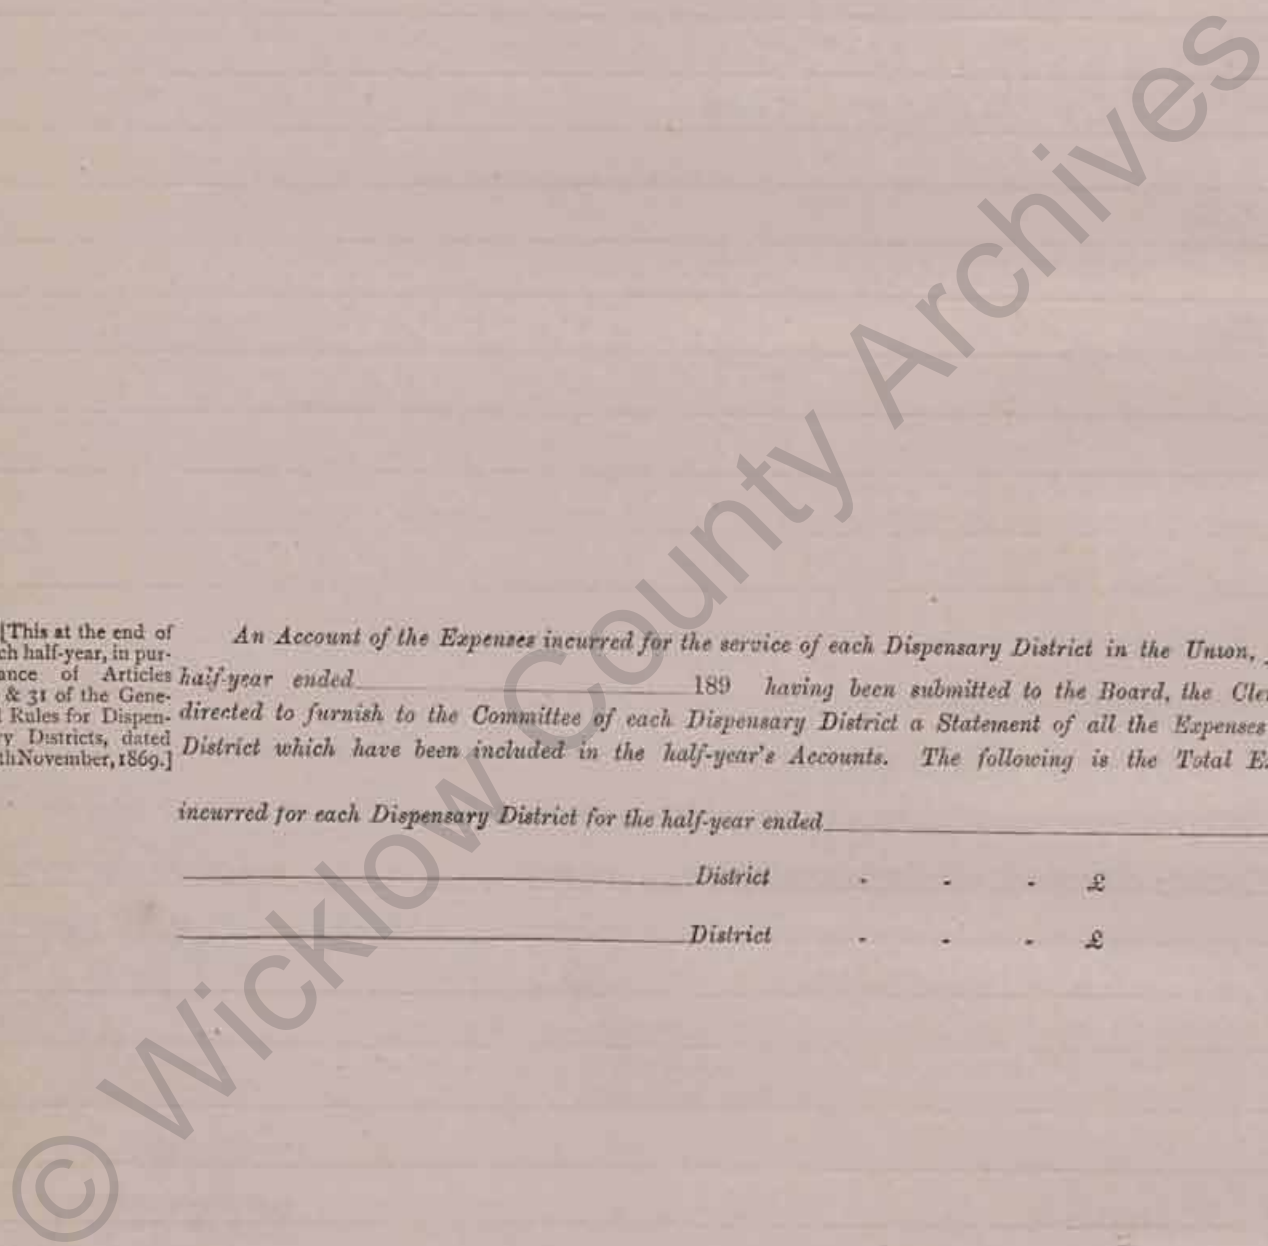 [This at the end of
ch half-year, in pur-
ance of Articles
& 31 of the Gene-
l Rules for Dispen-
ry Districts, dated
thNovember, 1869.]
An Account of the Expenses incurred for the service of each Dispensary District in the Union,
half-year ended 189 having been submitted to the Board, the Cle
directed to furnish to the Committee of each Dispensary District a Statement of all the Expenses
District which have been included in the half-year's Accounts. The following is the Total E
incurred for each Dispensary District for the half-year ended
District - - - £
District - - - £
© Wicklow County Archives